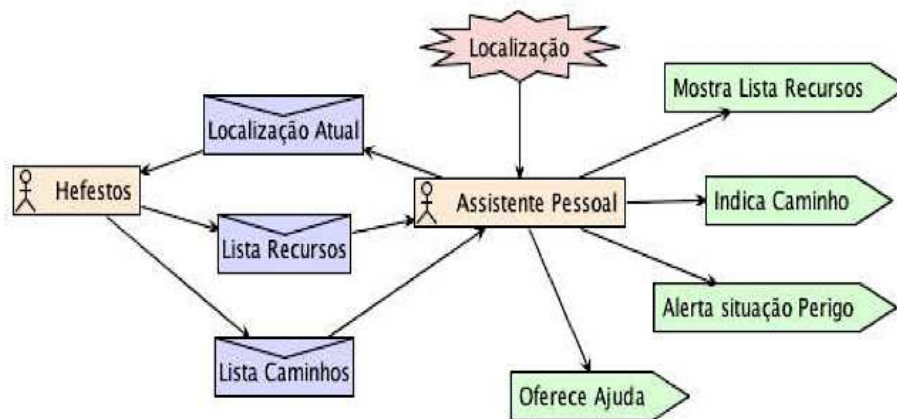 Localização
Mostra Lista Recursos
Localização Atual
Hefestos
Assistente Pessoal
Indica Caminho
Lista Recursos
Alerta situação Perigo
Lista Caminhos
Oferece Ajuda